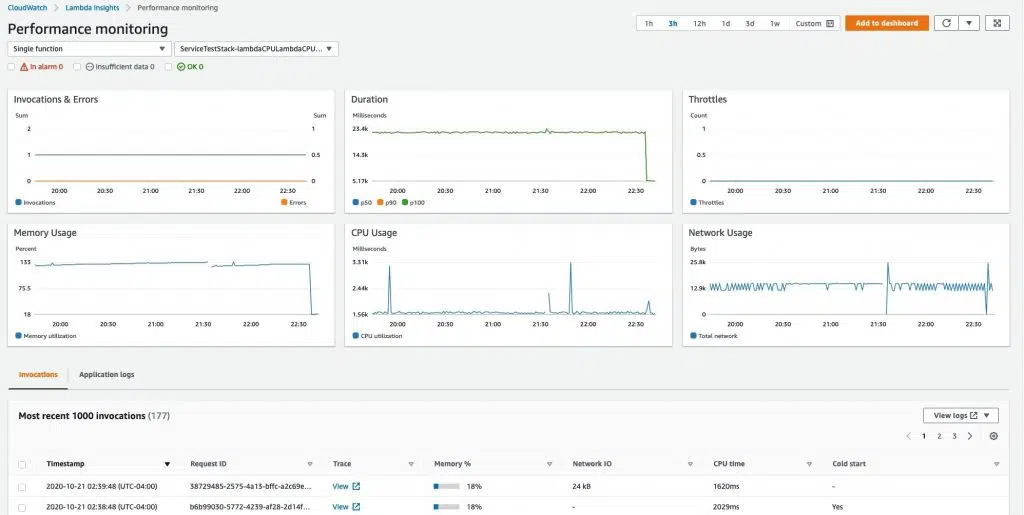 CloudWatch > Lambda Insights > Performance monitoring
Performance monitoring
1h 3h 12h 1d 3d 1w Custom Add to dashboard
Single function ServiceTestStack-lambdaCPULambdaCPU...
In alarm 0 Insufficient data 0 OK 0
Invocations & Errors
Sum Sum
2 1
1 0.5
0 0
20:00 20:30 21:00 21:30 22:00 22:30
Invocations Errors
Duration
Milliseconds
23.4k
14.3k
5.17k
20:00 20:30 21:00 21:30 22:00 22:30
p50 p90 p100
Throttles
Count
1
0.5
0
20:00 20:30 21:00 21:30 22:00 22:30
Throttles
Memory Usage
Percent
133
75.5
18
20:00 20:30 21:00 21:30 22:00 22:30
Memory utilization
CPU Usage
Milliseconds
3.31k
2.44k
1.56k
20:00 20:30 21:00 21:30 22:00 22:30
CPU utilization
Network Usage
Bytes
25.8k
12.9k
0
20:00 20:30 21:00 21:30 22:00 22:30
Total network
Invocations Application logs
Most recent 1000 invocations (177) View logs
< 1 2 3 >
Timestamp Request ID Trace Memory % Network IO CPU time Cold start
2020-10-21 02:39:48 (UTC-04:00) 38729485-2575-4a13-bffc-a2c69e... View 18% 24 kB 1620ms -
2020-10-21 02:38:48 (UTC-04:00) b6b99030-5772-4239-af28-2d14f... View 18% - 2029ms Yes